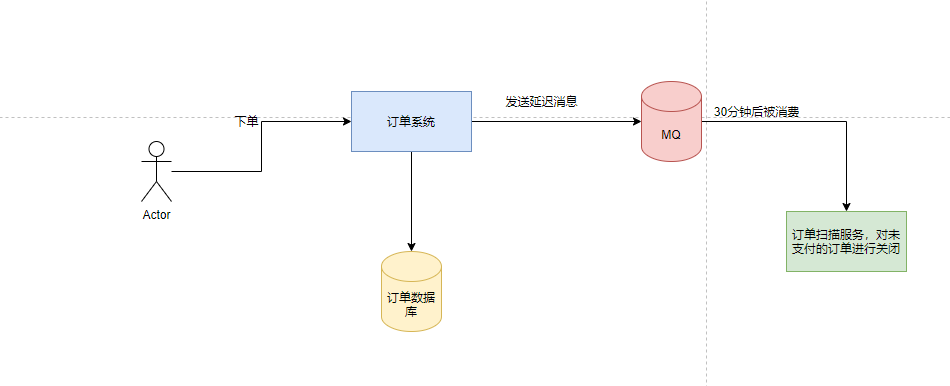 发送延迟消息
30分钟后被消费
下单
订单系统
MQ
Actor
订单扫描服务，对未
支付的订单进行关闭
订单数据
库